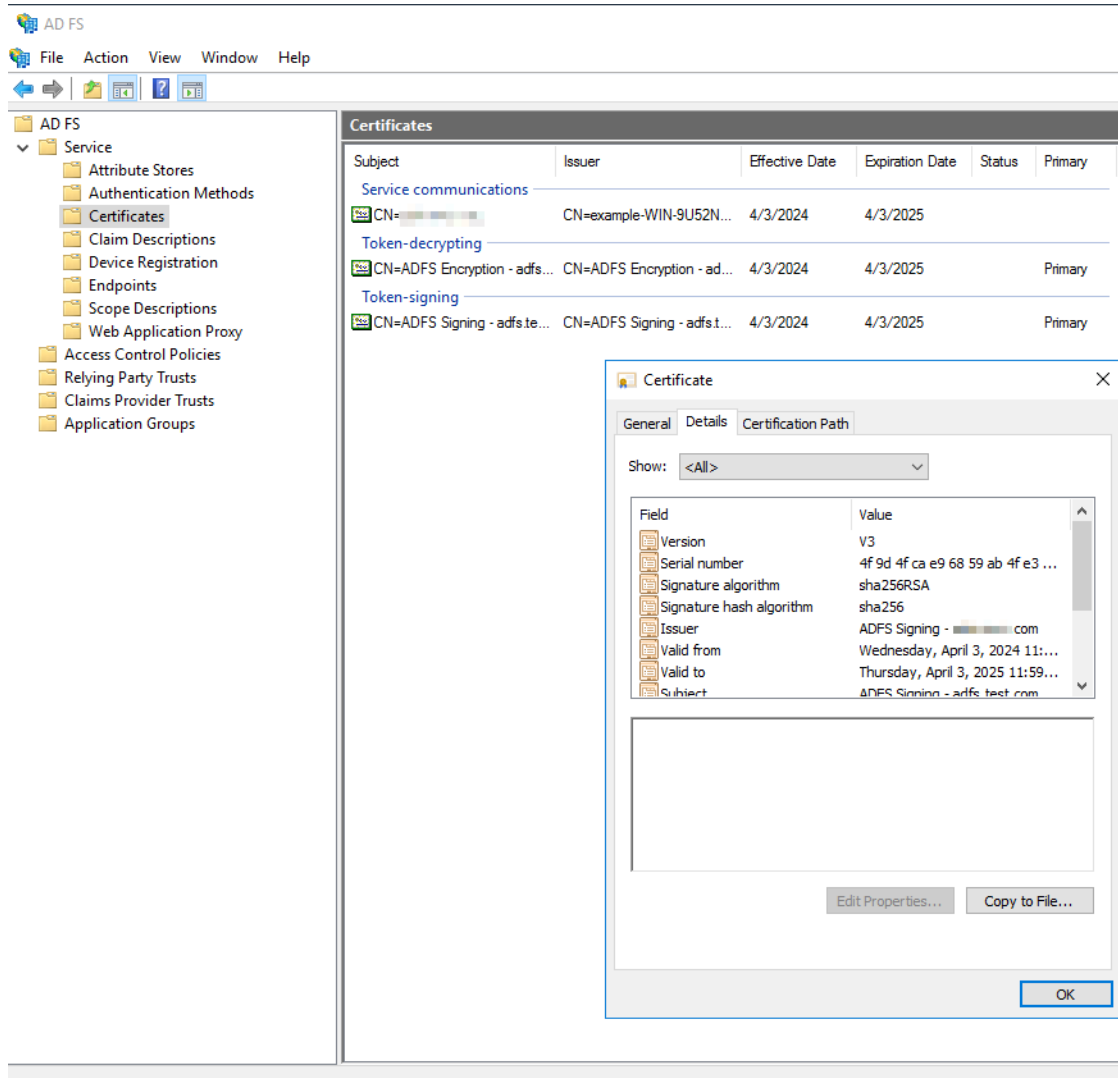 AD FS
File Action View Window Help
AD FS
Service
Attribute Stores
Authentication Methods
Certificates
Claim Descriptions
Device Registration
Endpoints
Scope Descriptions
Web Application Proxy
Access Control Policies
Relying Party Trusts
Claims Provider Trusts
Application Groups
Certificates
Subject Issuer Effective Date Expiration Date Status Primary
Service communications
CN= CN=example-WIN-9U52N... 4/3/2024 4/3/2025
Token-decrypting
CN=ADFS Encryption - adfs... CN=ADFS Encryption - ad... 4/3/2024 4/3/2025 Primary
Token-signing
CN=ADFS Signing - adfs.te... CN=ADFS Signing - adfs.t... 4/3/2024 4/3/2025 Primary
Certificate
General Details Certification Path
Show: <All>
Field Value
Version V3
Serial number 4f 9d 4f ca e9 68 59 ab 4f e3 ...
Signature algorithm sha256RSA
Signature hash algorithm sha256
Issuer ADFS Signing - com
Valid from Wednesday, April 3, 2024 11:...
Valid to Thursday, April 3, 2025 11:59...
Subject ADFS Signing - adfs.test.com
Edit Properties... Copy to File...
OK